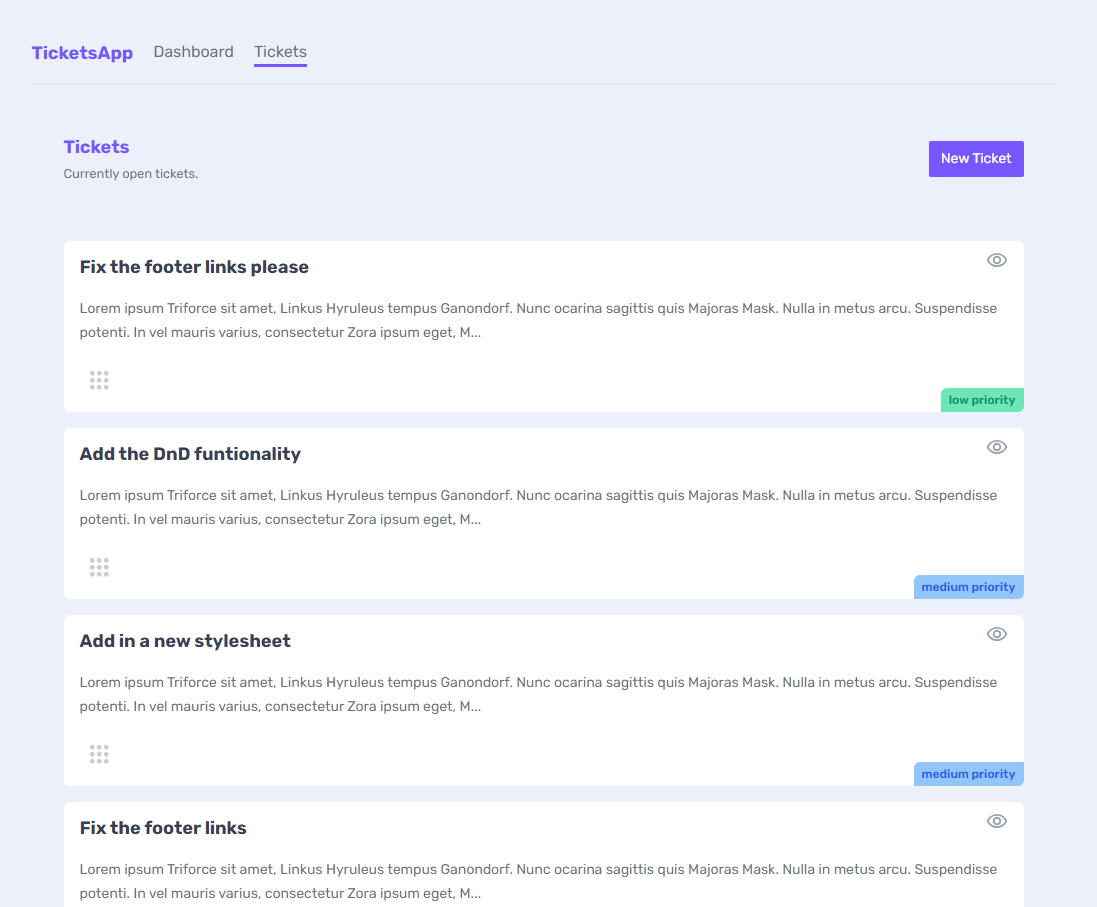 TicketsApp Dashboard Tickets
Tickets
New Ticket
Currently open tickets.
Fix the footer links please
Lorem ipsum Triforce sit amet, Linkus Hyruleus tempus Ganondorf. Nunc ocarina sagittis quis Majoras Mask. Nulla in metus arcu. Suspendisse
potenti. In vel mauris varius, consectetur Zora ipsum eget, M...
low priority
Add the DnD funtionality
Lorem ipsum Triforce sit amet, Linkus Hyruleus tempus Ganondorf. Nunc ocarina sagittis quis Majoras Mask. Nulla in metus arcu. Suspendisse
potenti. In vel mauris varius, consectetur Zora ipsum eget, M...
medium priority
Add in a new stylesheet
Lorem ipsum Triforce sit amet, Linkus Hyruleus tempus Ganondorf. Nunc ocarina sagittis quis Majoras Mask. Nulla in metus arcu. Suspendisse
potenti. In vel mauris varius, consectetur Zora ipsum eget, M...
medium priority
Fix the footer links
Lorem ipsum Triforce sit amet, Linkus Hyruleus tempus Ganondorf. Nunc ocarina sagittis quis Majoras Mask. Nulla in metus arcu. Suspendisse
potenti. In vel mauris varius, consectetur Zora ipsum eget, M...